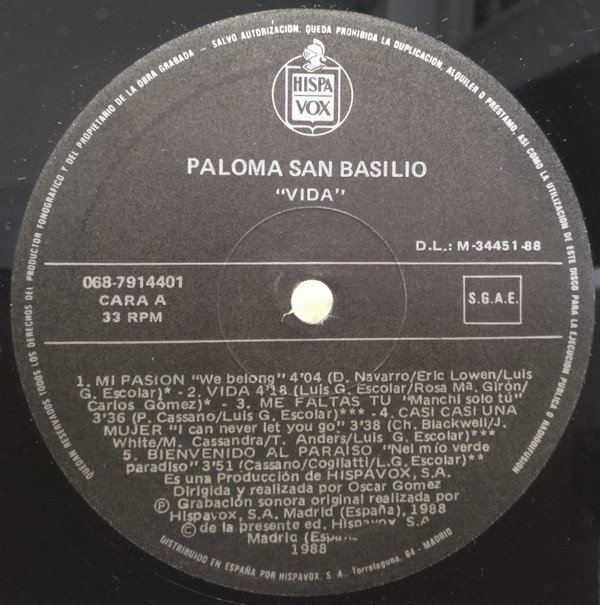 QUEDAN RESERVADOS TODOS LOS DERECHOS DEL PRODUCTOR FONOGRAFICO Y DEL PROPIETARIO DE LA OBRA GRABADA - SALVO AUTORIZACION. QUEDA PROHIBIDA LA DUPLICACION, ALQUILER O PRESTAMO, ASI COMO LA UTILIZACION DE ESTE DISCO PARA LA EJECUCION PUBLICA O RADIODIFUSION
HISPA
VOX
PALOMA SAN BASILIO
"VIDA"
D.L.: M-34451-88
068-7914401
CARA A
33 RPM
S.G.A.E.
1. MI PASION "We belong" 4'04 (D. Navarro/Eric Lowen/Luis
G. Escolar)* - 2. VIDA 4'18 (Luis G. Escolar/Rosa Mª. Girón/
Carlos Gómez)* - 3. ME FALTAS TU "Manchi solo tú"
3'36 (P. Cassano/Luis G. Escolar)*** - 4. CASI CASI UNA
MUJER "I can never let you go" 3'38 (Ch. Blackwell/J.
White/M. Cassandra/T. Anders/Luis G. Escolar)***
5. BIENVENIDO AL PARAISO "Nel mío verde
paradiso" 3'51 (Cassano/Cogliatti/L.G. Escolar)**
Es una Producción de HISPAVOX, S.A.
Dirigida y realizada por Oscar Gomez
Ⓟ Grabación sonora original realizada por
Hispavox, S.A. Madrid (España), 1988
© de la presente ed. Hispavox, S.A.
Madrid
1988
DISTRIBUIDO EN ESPAÑA POR HISPAVOX, S. A., Torrelaguna, 64 - MADRID